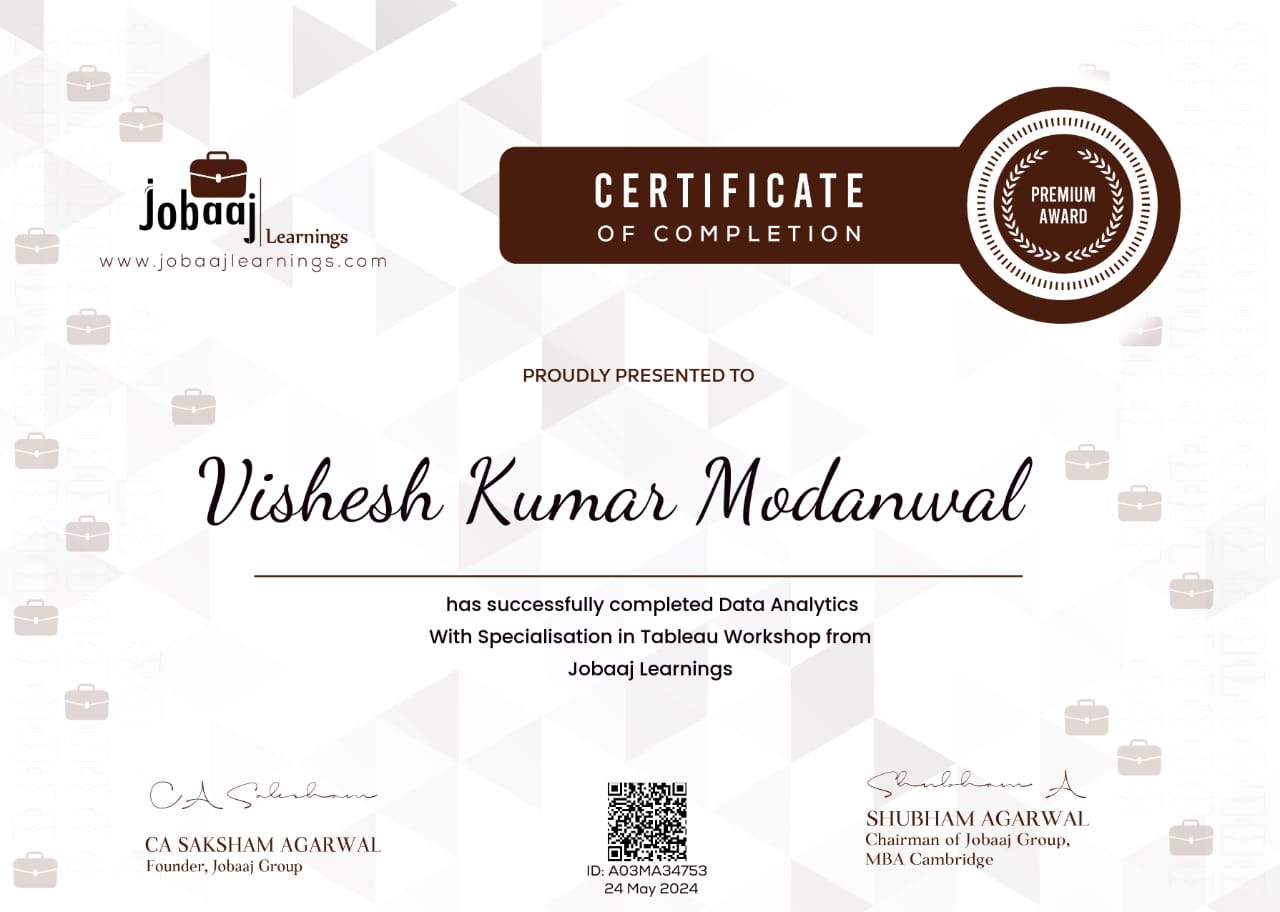 Jobaaj
Learnings
www.jobaajlearnings.com
CERTIFICATE
OF COMPLETION
PREMIUM
AWARD
PROUDLY PRESENTED TO
Vishesh Kumar Modanwal
has successfully completed Data Analytics
With Specialisation in Tableau Workshop from
Jobaaj Learnings
CA Saksham
CA SAKSHAM AGARWAL
Founder, Jobaaj Group
ID: A03MA34753
24 May 2024
Shubham A
SHUBHAM AGARWAL
Chairman of Jobaaj Group,
MBA Cambridge